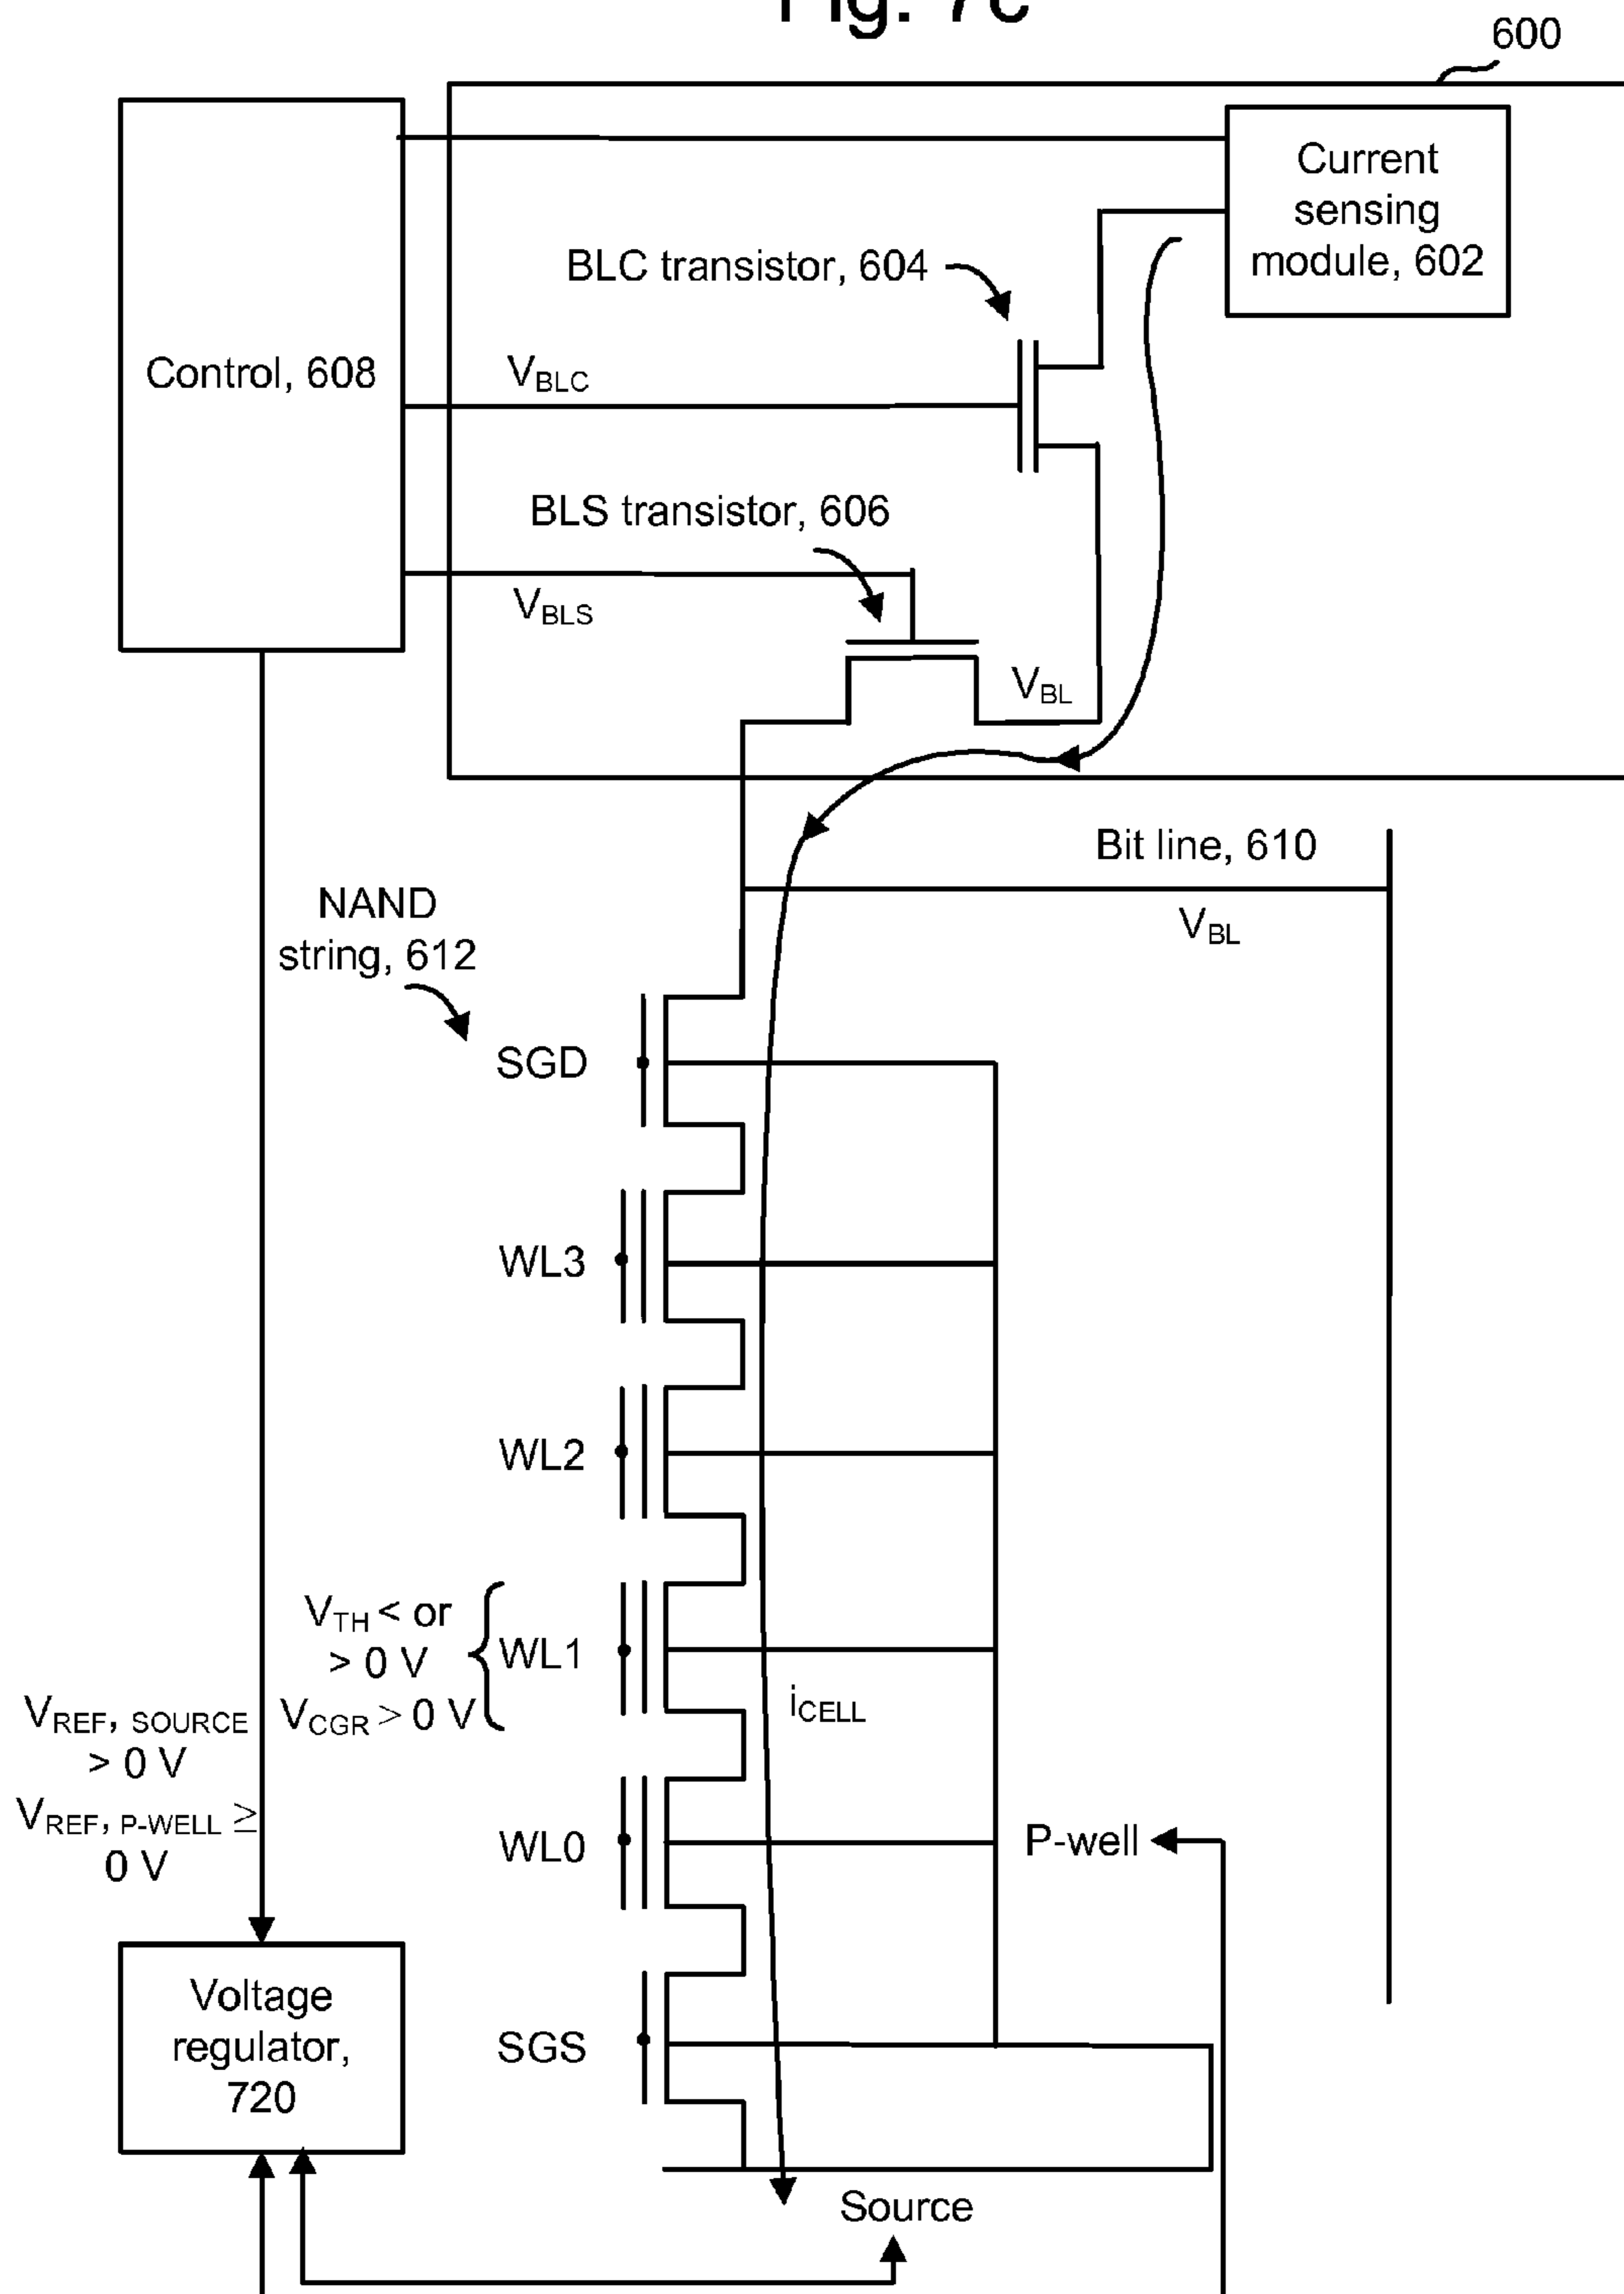 Fig. 7c
600
Current
sensing
module, 602
BLC transistor, 604
Control, 608
VBLC
BLS transistor, 606
VBLS
VBL
Bit line, 610
VBL
NAND
string, 612
SGD
WL3
WL2
VTH < or
> 0 V
VCGR > 0 V
WL1
iCELL
VREF, SOURCE
> 0 V
VREF, P-WELL ≥
0 V
WL0
P-well
Voltage
regulator,
720
SGS
Source